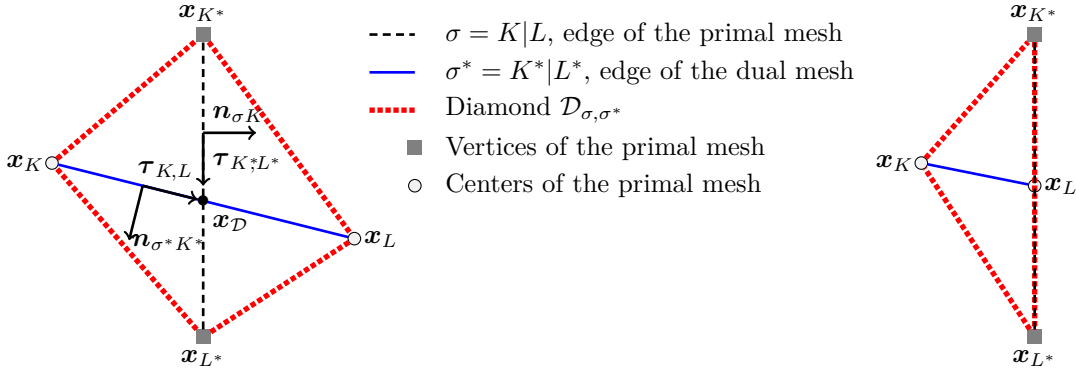 x_{K^*}
n_{σK}
τ_{K^*,L^*}
x_K
τ_{K,L}
x_𝒟
n_{σ^*K^*}
x_L
x_{L^*}
σ = K|L, edge of the primal mesh
σ^* = K^*|L^*, edge of the dual mesh
Diamond 𝒟_{σ,σ^*}
Vertices of the primal mesh
Centers of the primal mesh
x_{K^*}
x_K
x_L
x_{L^*}